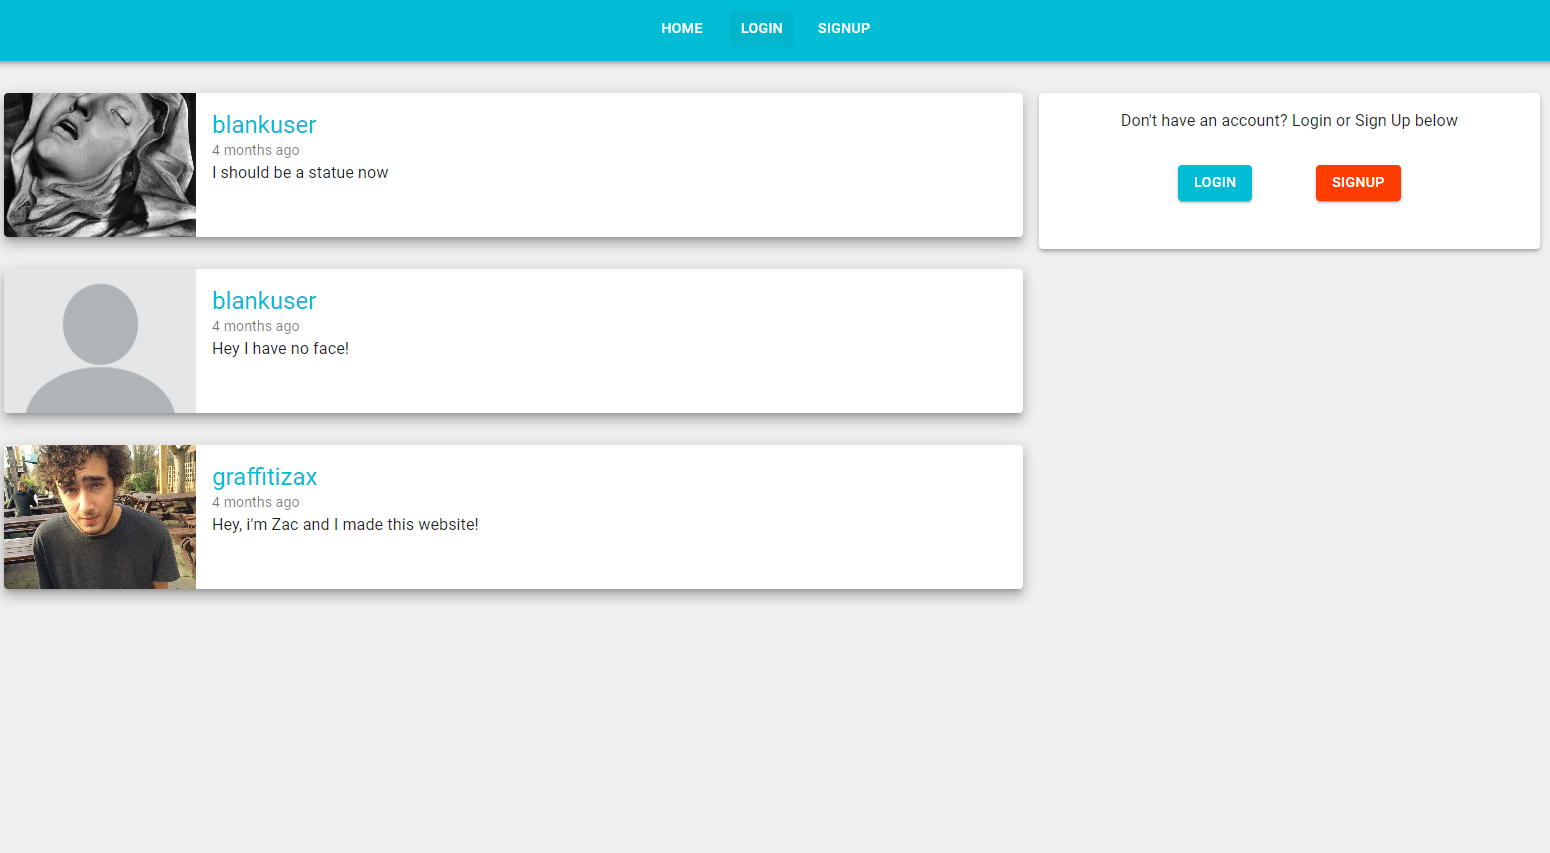 HOME LOGIN SIGNUP
blankuser
4 months ago
I should be a statue now
Don't have an account? Login or Sign Up below
LOGIN SIGNUP
blankuser
4 months ago
Hey I have no face!
graffitizax
4 months ago
Hey, i'm Zac and I made this website!